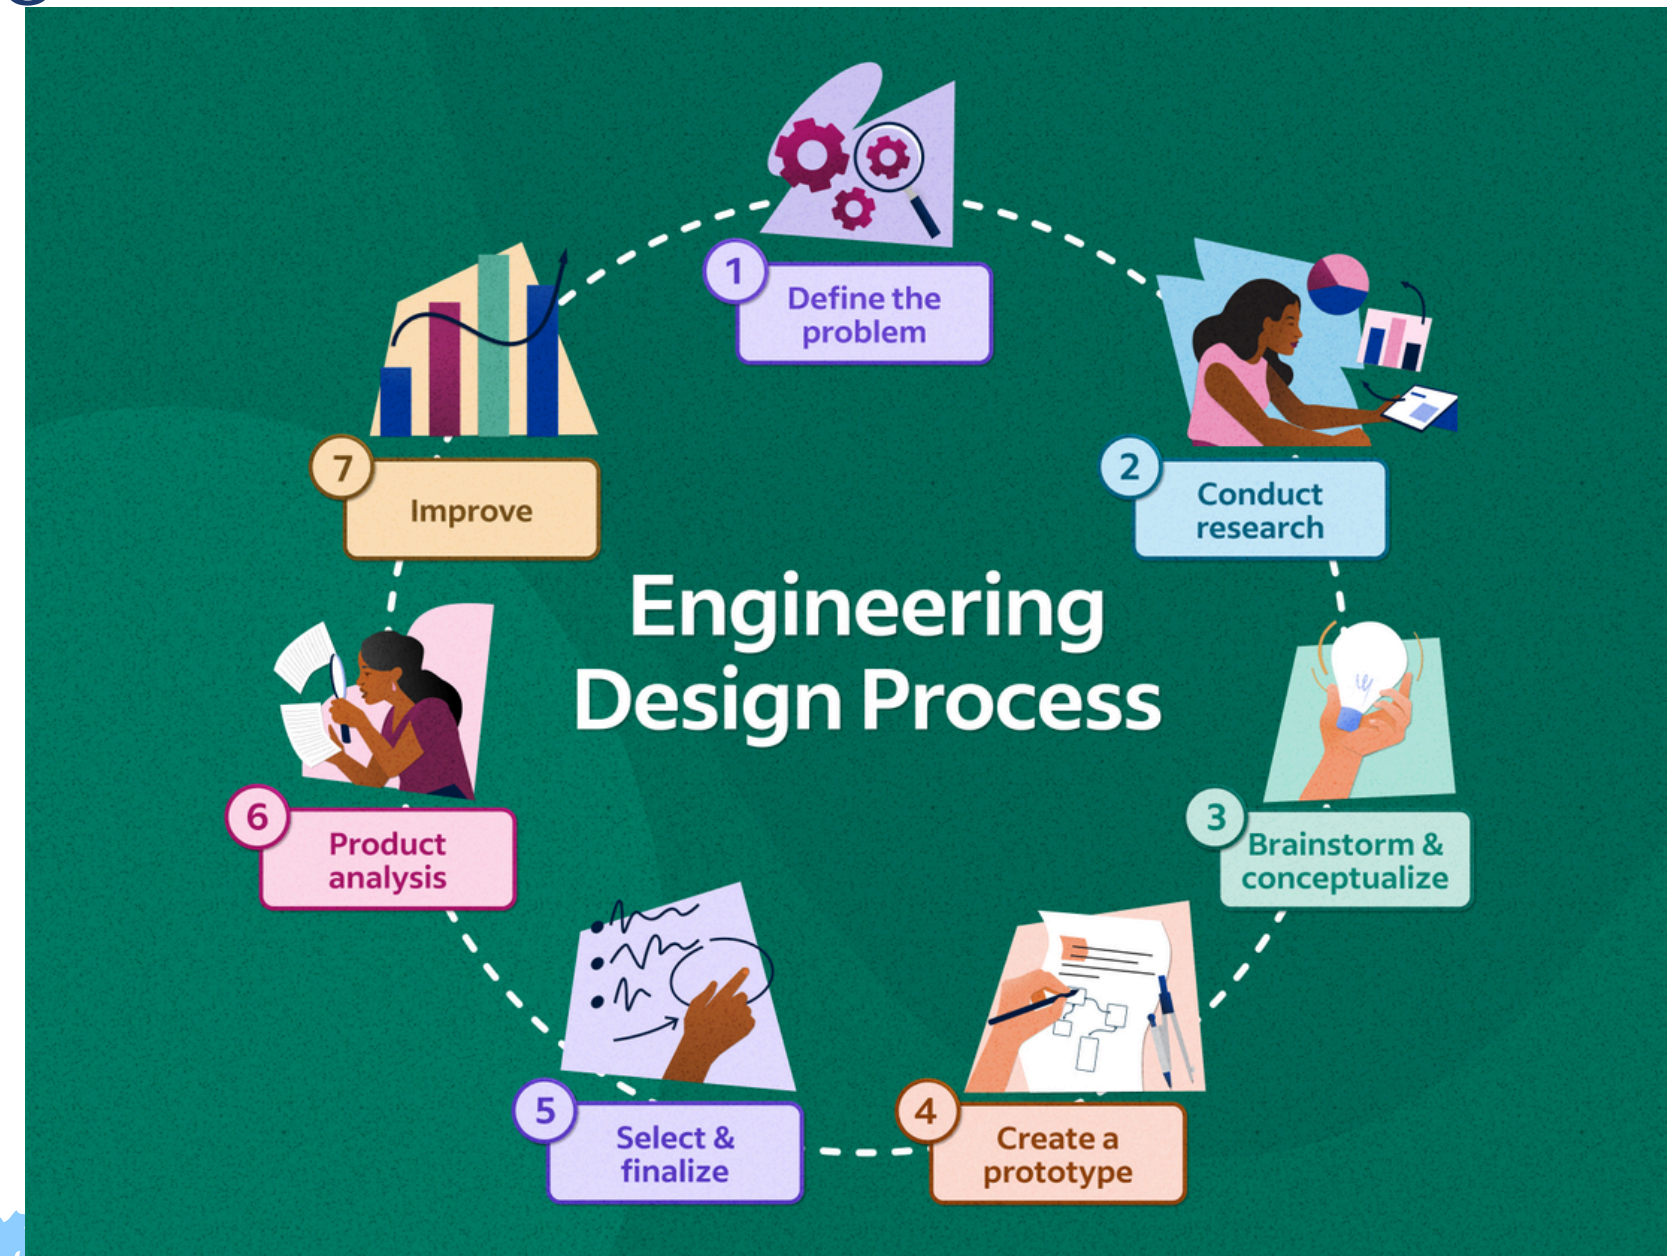 1
Define the
problem
2
Conduct
research
3
Brainstorm &
conceptualize
4
Create a
prototype
5
Select &
finalize
6
Product
analysis
7
Improve
Engineering
Design Process